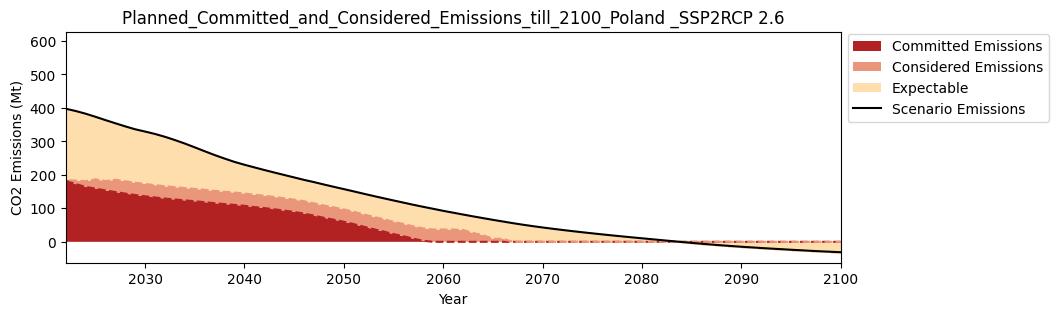 Planned_Committed_and_Considered_Emissions_till_2100_Poland _SSP2RCP 2.6
CO2 Emissions (Mt)
600
500
400
300
200
100
0
2030 2040 2050 2060 2070 2080 2090 2100
Year
Committed Emissions
Considered Emissions
Expectable
Scenario Emissions